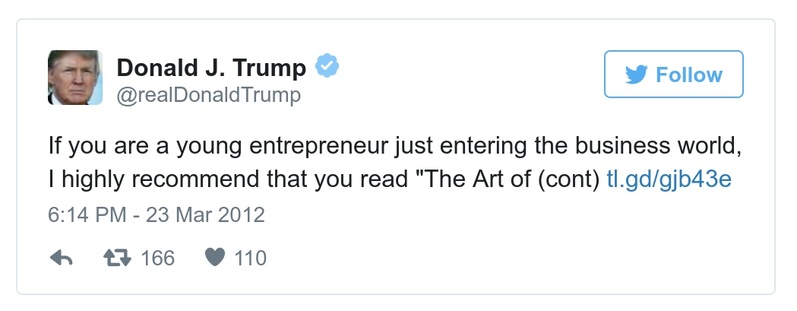 Donald J. Trump
@realDonaldTrump
Follow
If you are a young entrepreneur just entering the business world,
I highly recommend that you read "The Art of (cont) tl.gd/gjb43e
6:14 PM - 23 Mar 2012
166 110